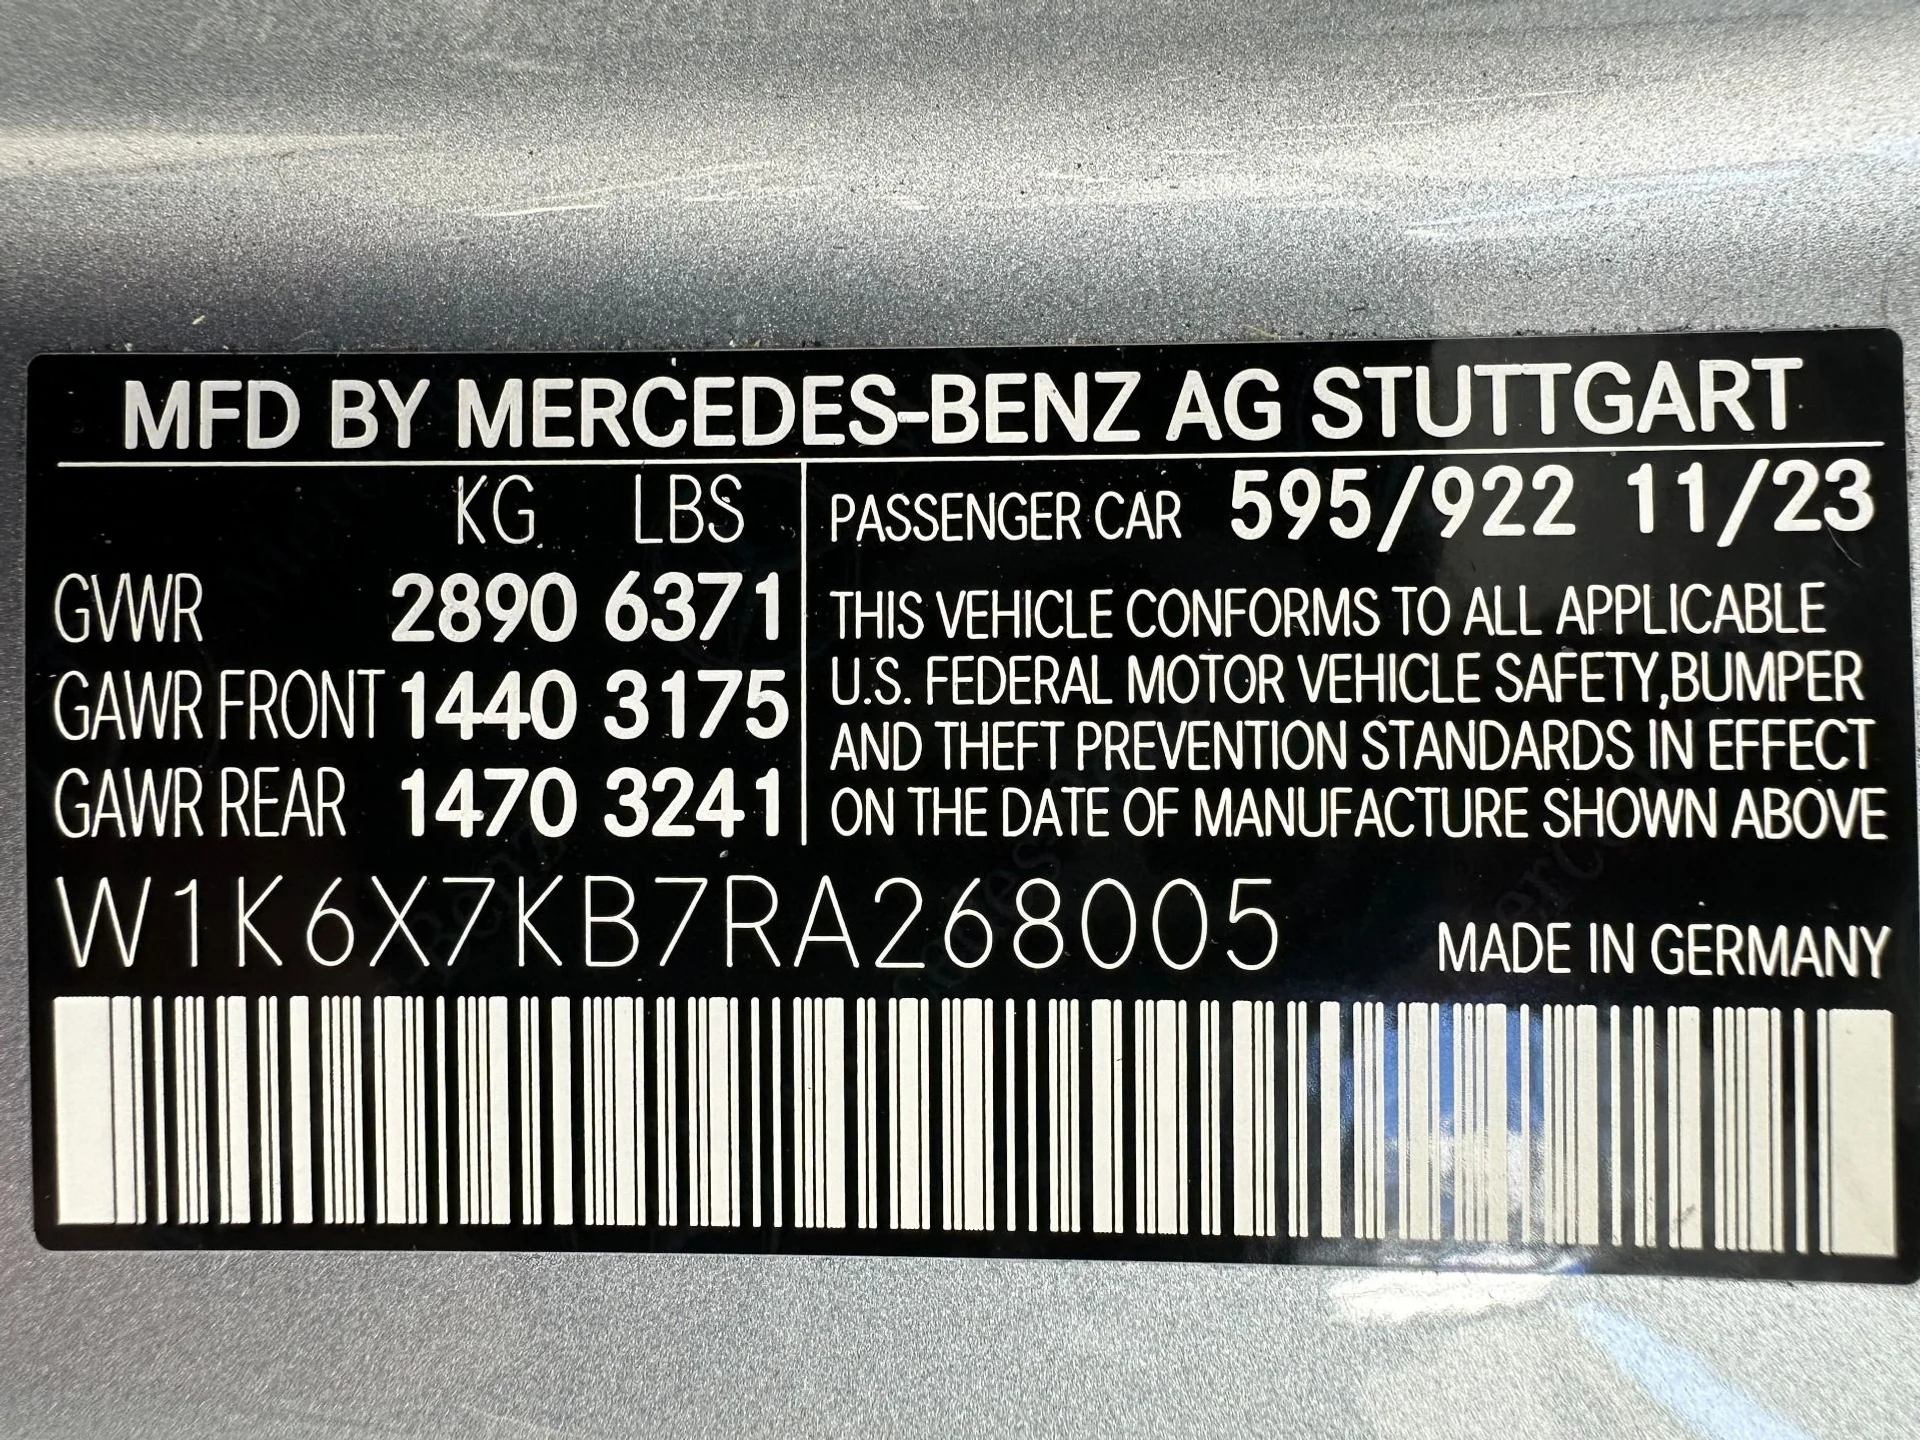 MFD BY MERCEDES-BENZ AG STUTTGART
KG LBS
GVWR 2890 6371
GAWR FRONT 1440 3175
GAWR REAR 1470 3241
PASSENGER CAR 595/922 11/23
THIS VEHICLE CONFORMS TO ALL APPLICABLE
U.S. FEDERAL MOTOR VEHICLE SAFETY,BUMPER
AND THEFT PREVENTION STANDARDS IN EFFECT
ON THE DATE OF MANUFACTURE SHOWN ABOVE
W1K6X7KB7RA268005
MADE IN GERMANY